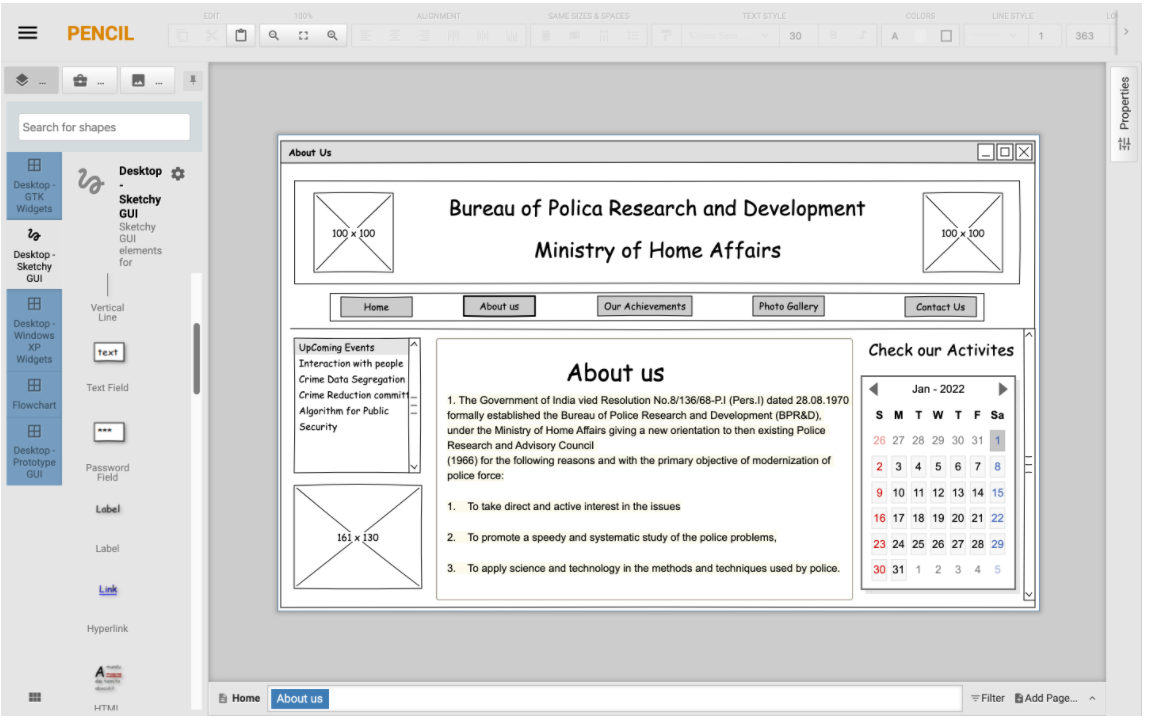 EDIT 100% ALIGNMENT SAME SIZES & SPACES TEXT STYLE COLORS LINE STYLE LO
PENCIL
30 B I A 1 363
... ... ...
Properties
Search for shapes
Desktop - GTK Widgets
Desktop - Sketchy GUI
Desktop - Windows XP Widgets
Flowchart
Desktop - Prototype GUI
Desktop
-
Sketchy
GUI
Sketchy
GUI
elements
for
Vertical
Line
text
Text Field
***
Password
Field
Label
Label
Link
Hyperlink
A
HTML
About Us
100 x 100
Bureau of Polica Research and Development
Ministry of Home Affairs
100 x 100
Home About us Our Achievements Photo Gallery Contact Us
UpComing Events
Interaction with people
Crime Data Segregation
Crime Reduction committ
Algorithm for Public
Security
161 x 130
About us
1. The Government of India vied Resolution No.8/136/68-P.I (Pers.I) dated 28.08.1970
formally established the Bureau of Police Research and Development (BPR&D),
under the Ministry of Home Affairs giving a new orientation to then existing Police
Research and Advisory Council
(1966) for the following reasons and with the primary objective of modernization of
police force:
1. To take direct and active interest in the issues
2. To promote a speedy and systematic study of the police problems,
3. To apply science and technology in the methods and techniques used by police.
Check our Activites
Jan - 2022
S M T W T F Sa
26 27 28 29 30 31 1
2 3 4 5 6 7 8
9 10 11 12 13 14 15
16 17 18 19 20 21 22
23 24 25 26 27 28 29
30 31 1 2 3 4 5
Home About us Filter Add Page...